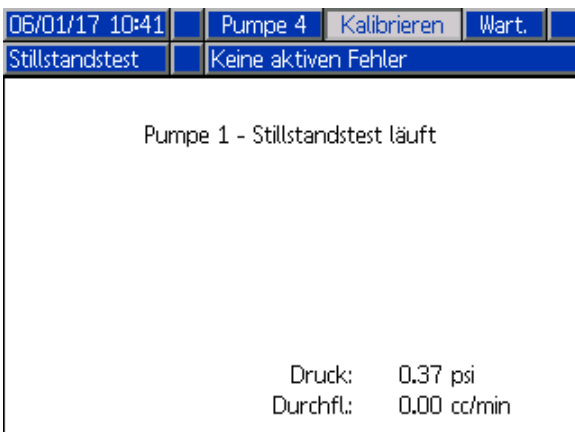 06/01/17 10:41 Pumpe 4 Kalibrieren Wart.
Stillstandstest Keine aktiven Fehler
Pumpe 1 - Stillstandstest läuft
Druck: 0.37 psi
Durchfl.: 0.00 cc/min